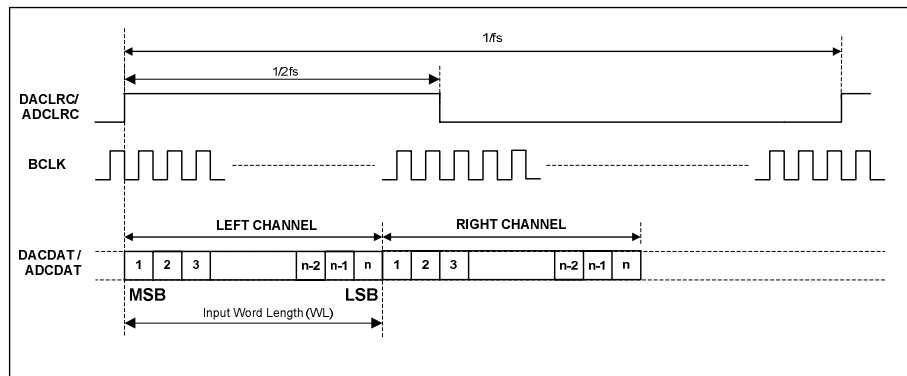 1/fs
1/2fs
DACLRC/
ADCLRC
BCLK
LEFT CHANNEL
RIGHT CHANNEL
DACDAT /
ADCDAT
1 2 3 n-2 n-1 n 1 2 3 n-2 n-1 n
MSB LSB
Input Word Length (WL)